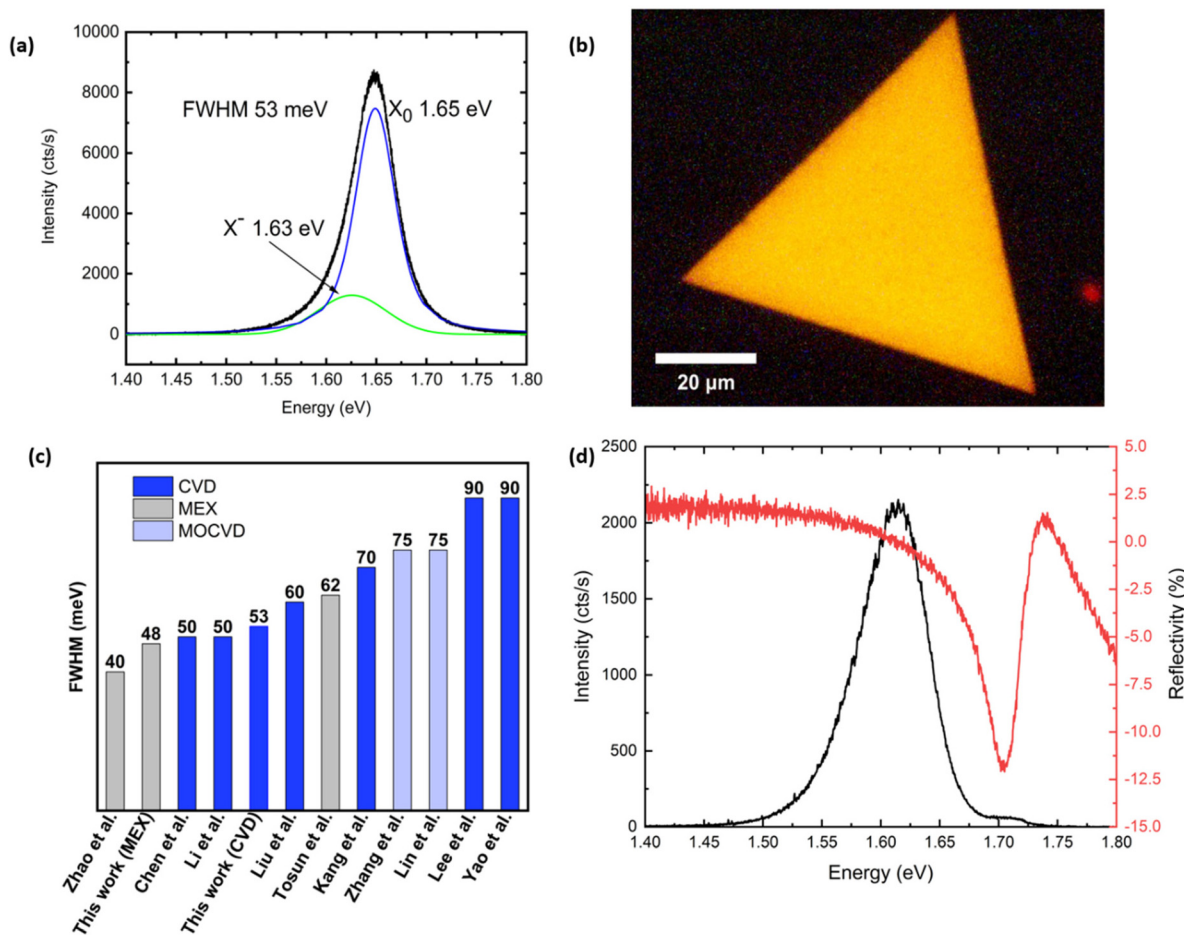 (a)
10000
8000
6000
4000
2000
0
Intensity (cts/s)
FWHM 53 meV
X0 1.65 eV
X- 1.63 eV
1.40 1.45 1.50 1.55 1.60 1.65 1.70 1.75 1.80
Energy (eV)
(b)
20 µm
(c)
CVD
MEX
MOCVD
FWHM (meV)
40 48 50 50 53 60 62 70 75 75 90 90
Zhao et al.
This work (MEX)
Chen et al.
Li et al.
This work (CVD)
Liu et al.
Tosun et al.
Kang et al.
Zhang et al.
Lin et al.
Lee et al.
Yao et al.
(d)
2500
2000
1500
1000
500
0
Intensity (cts/s)
5.0
2.5
0.0
-2.5
-5.0
-7.5
-10.0
-12.5
-15.0
Reflectivity (%)
1.40 1.45 1.50 1.55 1.60 1.65 1.70 1.75 1.80
Energy (eV)